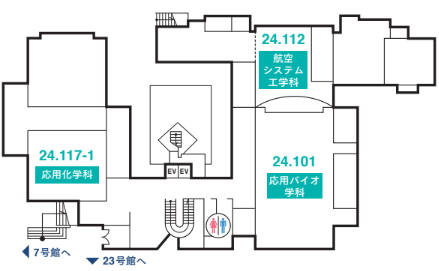 24.112
航空
システム
工学科
24.117-1
応用化学科
24.101
応用バイオ
学科
EV EV
7号館へ
23号館へ